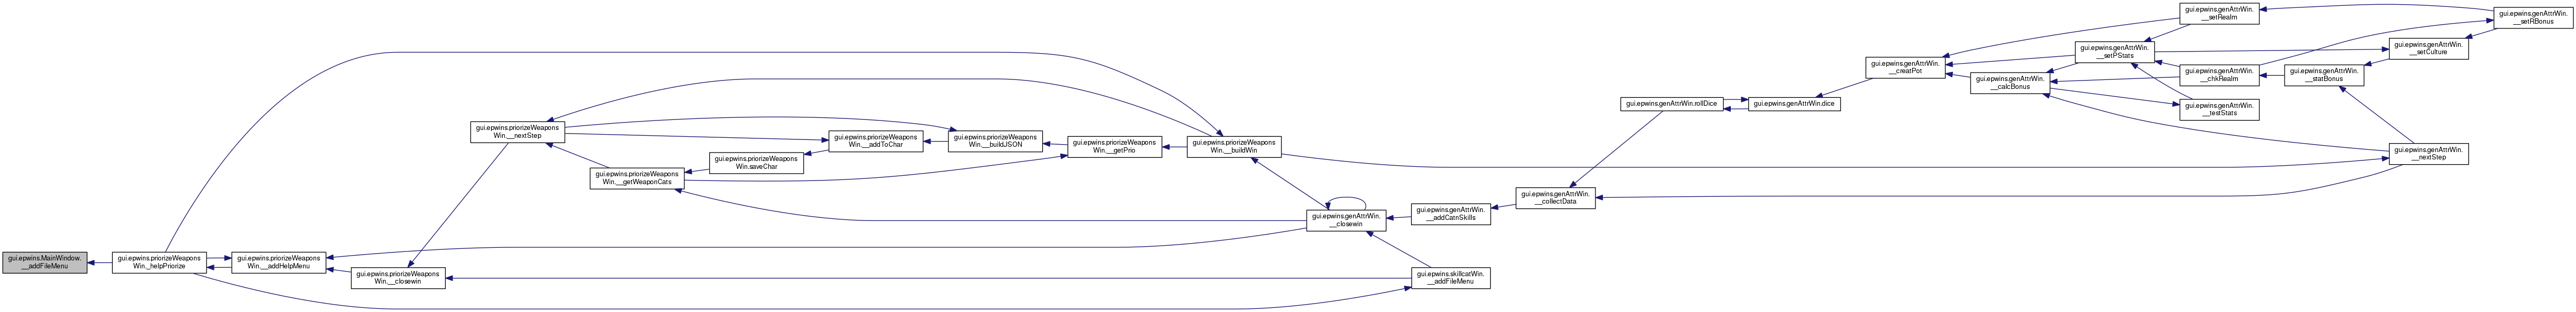 gui.epwins.MainWindow.
__addFileMenu
gui.epwins.priorizeWeapons
Win._helpPriorize
gui.epwins.priorizeWeapons
Win.__addHelpMenu
gui.epwins.priorizeWeapons
Win.__closewin
gui.epwins.priorizeWeapons
Win.__nextStep
gui.epwins.priorizeWeapons
Win.__getWeaponCats
gui.epwins.priorizeWeapons
Win.saveChar
gui.epwins.priorizeWeapons
Win.__addToChar
gui.epwins.priorizeWeapons
Win.__buildJSON
gui.epwins.priorizeWeapons
Win.__getPrio
gui.epwins.priorizeWeapons
Win.__buildWin
gui.epwins.genAttrWin.
__closewin
gui.epwins.genAttrWin.
__addCatnSkills
gui.epwins.skillcatWin.
__addFileMenu
gui.epwins.genAttrWin.
__collectData
gui.epwins.genAttrWin.rollDice
gui.epwins.genAttrWin.dice
gui.epwins.genAttrWin.
__creatPot
gui.epwins.genAttrWin.
__calcBonus
gui.epwins.genAttrWin.
__setPStats
gui.epwins.genAttrWin.
__setRealm
gui.epwins.genAttrWin.
__chkRealm
gui.epwins.genAttrWin.
__testStats
gui.epwins.genAttrWin.
__statBonus
gui.epwins.genAttrWin.
__setCulture
gui.epwins.genAttrWin.
__setRBonus
gui.epwins.genAttrWin.
__nextStep